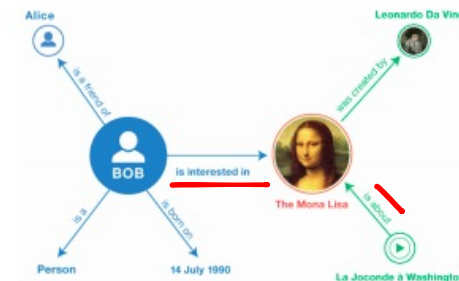 Alice
Leonardo Da Vin
is a friend of
was created by
BOB
is interested in
The Mona Lisa
is about
is a
is born on
Person
14 July 1990
La Joconde à Washington